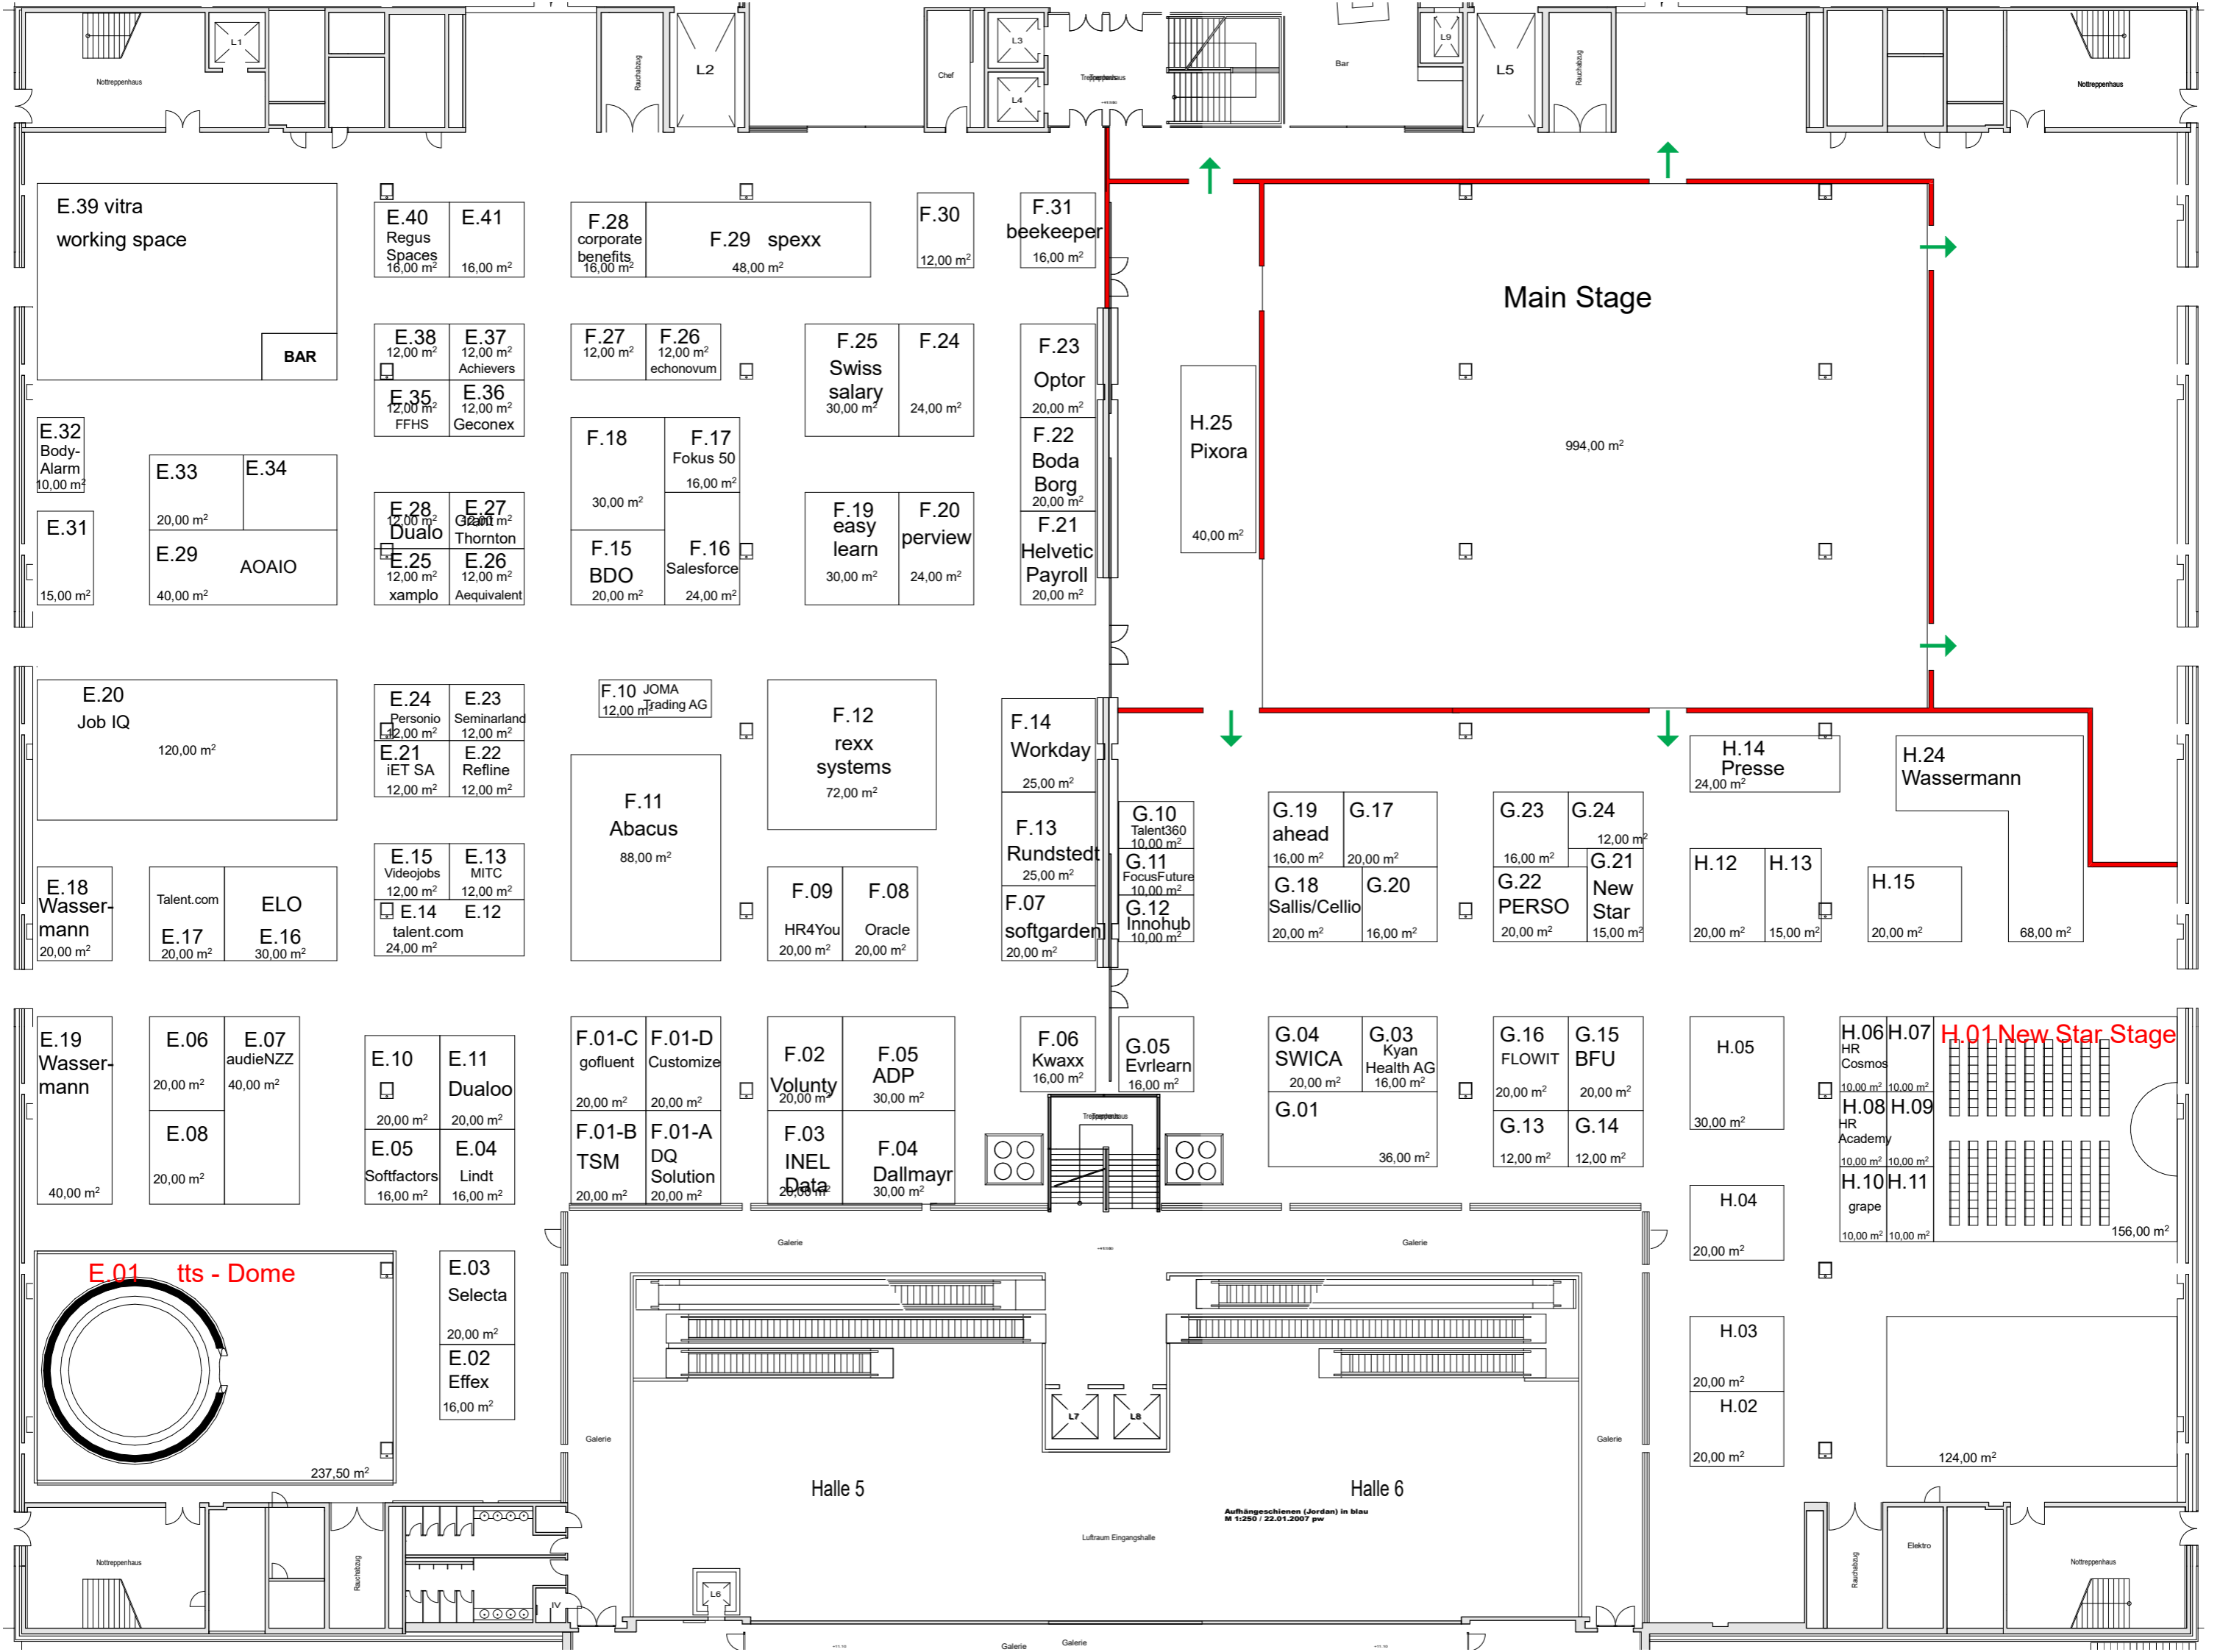 L1
L2
L3
L4
L9
L5
Nottreppenhaus
Rauchabzug
Chef
Bar
Rauchabzug
Nottreppenhaus
E.39 vitra
working space
BAR
E.40
Regus
Spaces
16,00 m²
E.41
16,00 m²
F.28
corporate
benefits
16,00 m²
F.29 spexx
48,00 m²
F.30
12,00 m²
F.31
beekeeper
16,00 m²
Main Stage
994,00 m²
E.38
12,00 m²
E.37
12,00 m²
Achievers
E.35
12,00 m²
FFHS
E.36
12,00 m²
Geconex
F.27
12,00 m²
F.26
12,00 m²
echonovum
F.25
Swiss
salary
30,00 m²
F.24
24,00 m²
F.23
Optor
20,00 m²
H.25
Pixora
40,00 m²
E.32
Body-
Alarm
10,00 m²
E.33
20,00 m²
E.34
E.31
15,00 m²
E.29
AOAIO
40,00 m²
E.28
12,00 m²
Dualo
E.27
12,00 m²
Grant
Thornton
E.25
12,00 m²
xamplo
E.26
12,00 m²
Aequivalent
F.18
30,00 m²
F.17
Fokus 50
16,00 m²
F.15
BDO
20,00 m²
F.16
Salesforce
24,00 m²
F.19
easy
learn
30,00 m²
F.20
perview
24,00 m²
F.22
Boda
Borg
20,00 m²
F.21
Helvetic
Payroll
20,00 m²
E.20
Job IQ
120,00 m²
E.24
Personio
12,00 m²
E.23
Seminarland
12,00 m²
E.21
iET SA
12,00 m²
E.22
Refline
12,00 m²
F.10 JOMA
Trading AG
12,00 m²
F.11
Abacus
88,00 m²
F.12
rexx
systems
72,00 m²
F.14
Workday
25,00 m²
F.13
Rundstedt
25,00 m²
F.07
softgarden
20,00 m²
G.10
Talent360
10,00 m²
G.11
FocusFuture
10,00 m²
G.12
Innohub
10,00 m²
G.19
ahead
16,00 m²
G.17
20,00 m²
G.18
Sallis/Cellio
20,00 m²
G.20
16,00 m²
G.23
16,00 m²
G.24
12,00 m²
G.22
PERSO
20,00 m²
G.21
New
Star
15,00 m²
H.14
Presse
24,00 m²
H.24
Wassermann
68,00 m²
H.12
20,00 m²
H.13
15,00 m²
H.15
20,00 m²
E.18
Wasser-
mann
20,00 m²
Talent.com
E.17
20,00 m²
ELO
E.16
30,00 m²
E.15
Videojobs
12,00 m²
E.13
MITC
12,00 m²
E.14 E.12
talent.com
24,00 m²
F.09
HR4You
20,00 m²
F.08
Oracle
20,00 m²
E.19
Wasser-
mann
40,00 m²
E.06
20,00 m²
E.07
audieNZZ
40,00 m²
E.08
20,00 m²
E.10
20,00 m²
E.11
Dualoo
20,00 m²
E.05
Softfactors
16,00 m²
E.04
Lindt
16,00 m²
F.01-C
gofluent
20,00 m²
F.01-D
Customize
20,00 m²
F.01-B
TSM
20,00 m²
F.01-A
DQ
Solution
20,00 m²
F.02
Volunty
20,00 m²
F.05
ADP
30,00 m²
F.03
INEL
Data
20,00 m²
F.04
Dallmayr
30,00 m²
F.06
Kwaxx
16,00 m²
G.05
Evrlearn
16,00 m²
G.04
SWICA
20,00 m²
G.03
Kyan
Health AG
16,00 m²
G.01
36,00 m²
G.16
FLOWIT
20,00 m²
G.15
BFU
20,00 m²
G.13
12,00 m²
G.14
12,00 m²
H.05
30,00 m²
H.06
HR
Cosmos
10,00 m²
H.07
10,00 m²
H.01 New Star Stage
156,00 m²
H.08
HR
Academy
10,00 m²
H.09
10,00 m²
H.10
grape
10,00 m²
H.11
10,00 m²
H.04
20,00 m²
H.03
20,00 m²
H.02
20,00 m²
124,00 m²
E.01 tts - Dome
237,50 m²
E.03
Selecta
20,00 m²
E.02
Effex
16,00 m²
Galerie
Galerie
Galerie
Galerie
L7
L8
Halle 5
Halle 6
Aufhängeschienen (Jordan) in blau
M 1:250 / 22.01.2007 pw
Luftraum Eingangshalle
L6
IV
Nottreppenhaus
Rauchabzug
Rauchabzug
Elektro
Nottreppenhaus
Galerie
Galerie